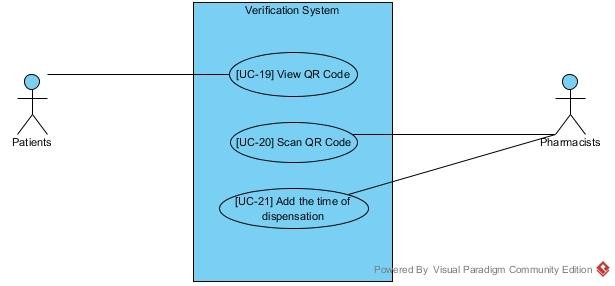 Verification System
[UC-19] View QR Code
Patients
[UC-20] Scan QR Code
Pharmacists
[UC-21] Add the time of
dispensation
Powered By Visual Paradigm Community Edition